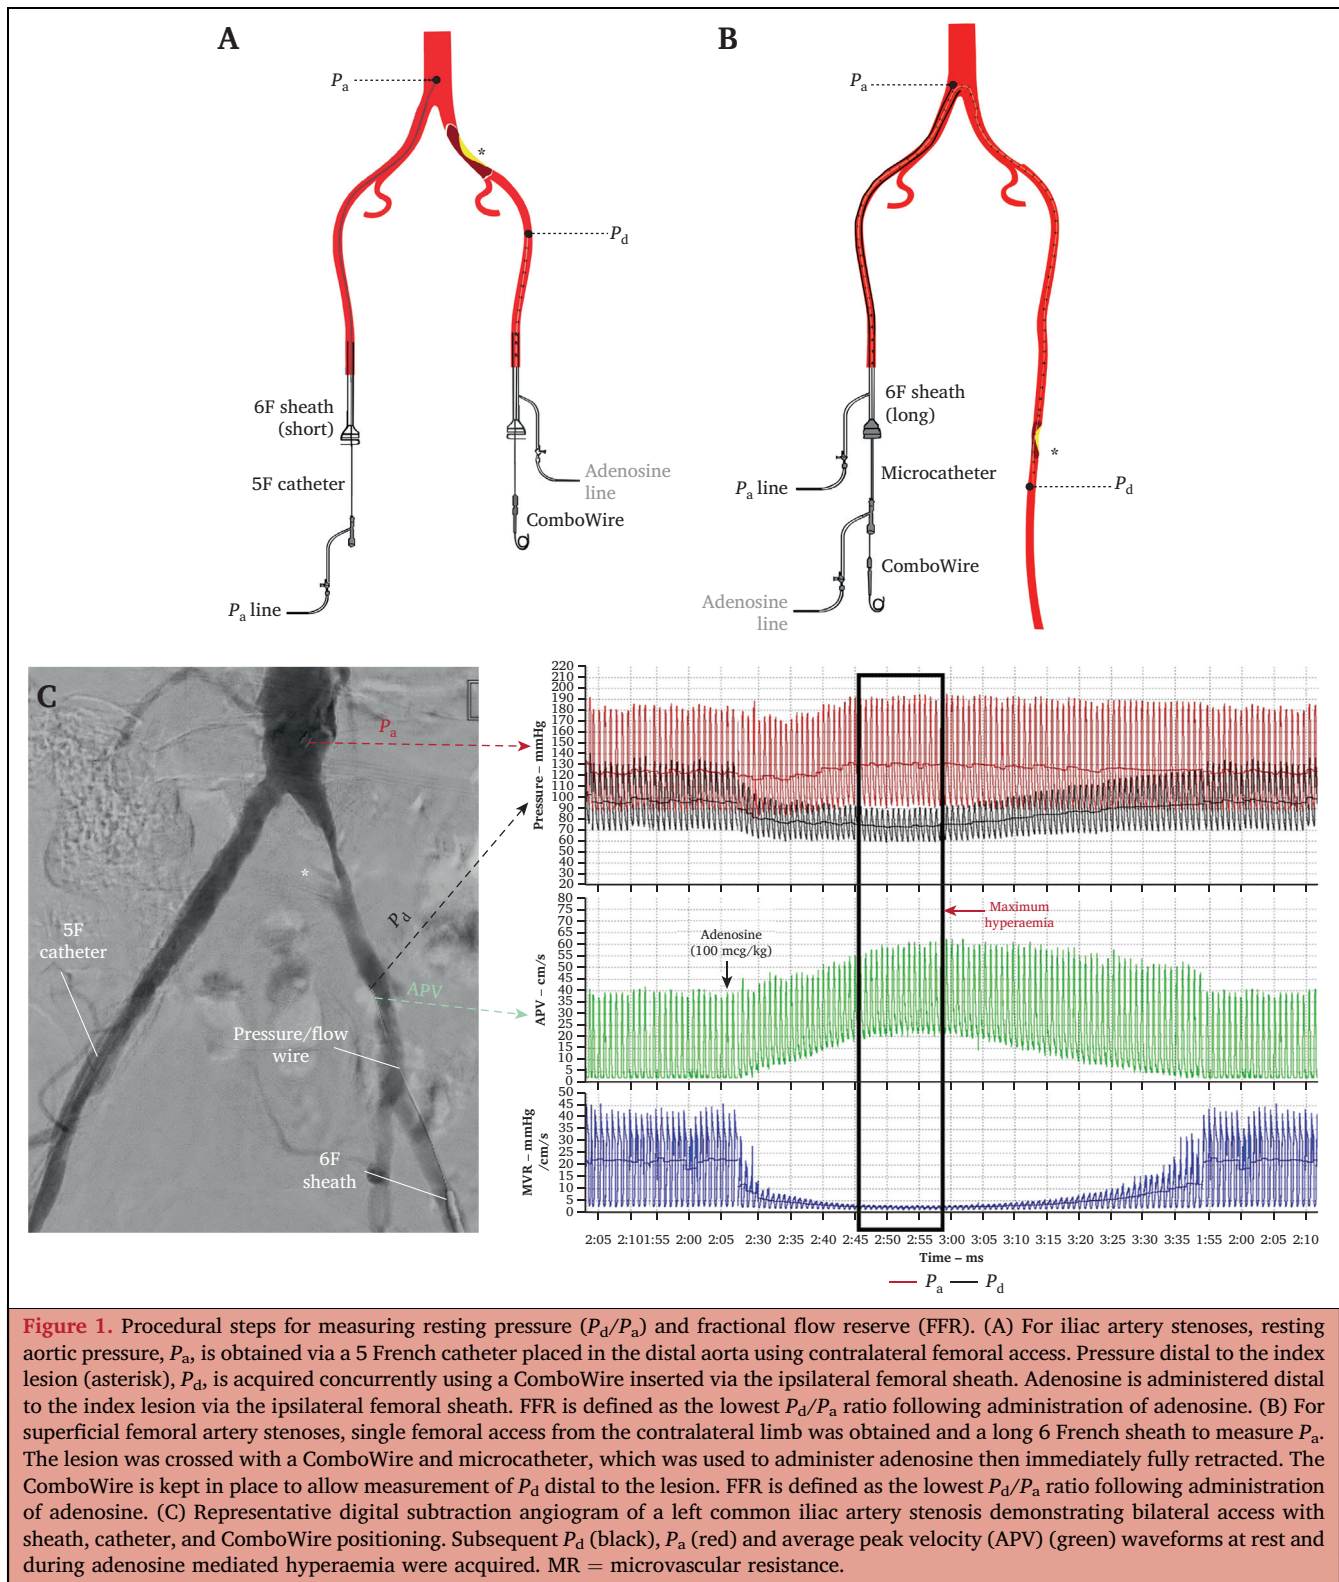 A
B
Pa
Pa
*
Pd
6F sheath
(short)
6F sheath
(long)
5F catheter
Adenosine
line
Microcatheter
Pa line
*
Pd
ComboWire
ComboWire
Pa line
Adenosine
line
C
Pa
*
Pd
5F
catheter
APV
Pressure/flow
wire
6F
sheath
Pressure – mmHg
220
210
200
190
180
170
160
150
140
130
120
110
100
90
80
70
60
50
40
30
20
APV – cm/s
80
75
70
65
60
55
50
45
40
35
30
25
20
15
10
5
0
Adenosine
(100 mcg/kg)
Maximum
hyperaemia
MVR – mmHg
/cm/s
50
45
40
35
30
25
20
15
10
5
0
2:05 2:10 1:55 2:00 2:05 2:30 2:35 2:40 2:45 2:50 2:55 3:00 3:05 3:10 3:15 3:20 3:25 3:30 3:35 1:55 2:00 2:05 2:10
Time – ms
Pa Pd
Figure 1. Procedural steps for measuring resting pressure (Pd/Pa) and fractional flow reserve (FFR). (A) For iliac artery stenoses, resting
aortic pressure, Pa, is obtained via a 5 French catheter placed in the distal aorta using contralateral femoral access. Pressure distal to the index
lesion (asterisk), Pd, is acquired concurrently using a ComboWire inserted via the ipsilateral femoral sheath. Adenosine is administered distal
to the index lesion via the ipsilateral femoral sheath. FFR is defined as the lowest Pd/Pa ratio following administration of adenosine. (B) For
superficial femoral artery stenoses, single femoral access from the contralateral limb was obtained and a long 6 French sheath to measure Pa.
The lesion was crossed with a ComboWire and microcatheter, which was used to administer adenosine then immediately fully retracted. The
ComboWire is kept in place to allow measurement of Pd distal to the lesion. FFR is defined as the lowest Pd/Pa ratio following administration
of adenosine. (C) Representative digital subtraction angiogram of a left common iliac artery stenosis demonstrating bilateral access with
sheath, catheter, and ComboWire positioning. Subsequent Pd (black), Pa (red) and average peak velocity (APV) (green) waveforms at rest and
during adenosine mediated hyperaemia were acquired. MR = microvascular resistance.